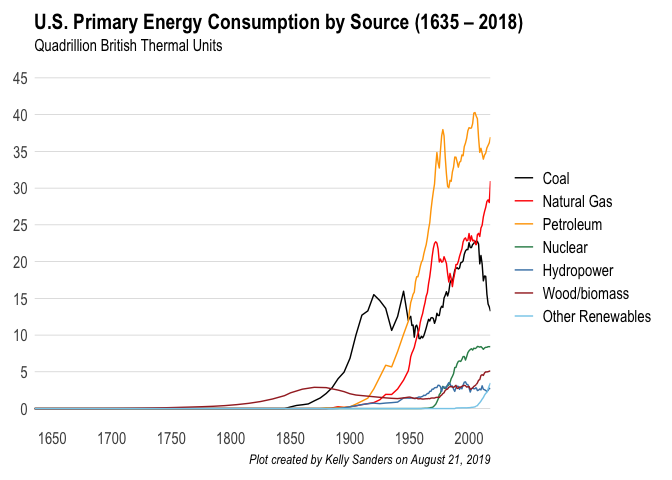 U.S. Primary Energy Consumption by Source (1635 – 2018)
Quadrillion British Thermal Units
45
40
35
30
25
20
15
10
5
0
1650 1700 1750 1800 1850 1900 1950 2000
Coal
Natural Gas
Petroleum
Nuclear
Hydropower
Wood/biomass
Other Renewables
Plot created by Kelly Sanders on August 21, 2019